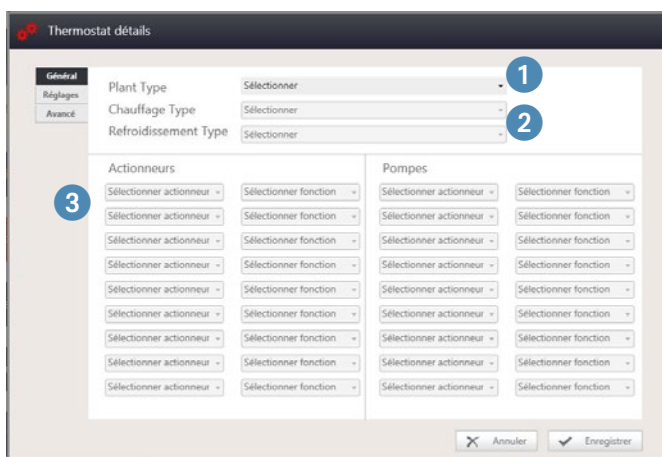 Thermostat détails
Général
Réglages
Avancé
Plant Type Sélectionner 1
Chauffage Type Sélectionner
Refroidissement Type Sélectionner 2
Actionneurs Pompes
3 Sélectionner actionneur Sélectionner fonction Sélectionner actionneur Sélectionner fonction
Sélectionner actionneur Sélectionner fonction Sélectionner actionneur Sélectionner fonction
Sélectionner actionneur Sélectionner fonction Sélectionner actionneur Sélectionner fonction
Sélectionner actionneur Sélectionner fonction Sélectionner actionneur Sélectionner fonction
Sélectionner actionneur Sélectionner fonction Sélectionner actionneur Sélectionner fonction
Sélectionner actionneur Sélectionner fonction Sélectionner actionneur Sélectionner fonction
Sélectionner actionneur Sélectionner fonction Sélectionner actionneur Sélectionner fonction
Sélectionner actionneur Sélectionner fonction Sélectionner actionneur Sélectionner fonction
Sélectionner actionneur Sélectionner fonction Sélectionner actionneur Sélectionner fonction
Annuler Enregistrer